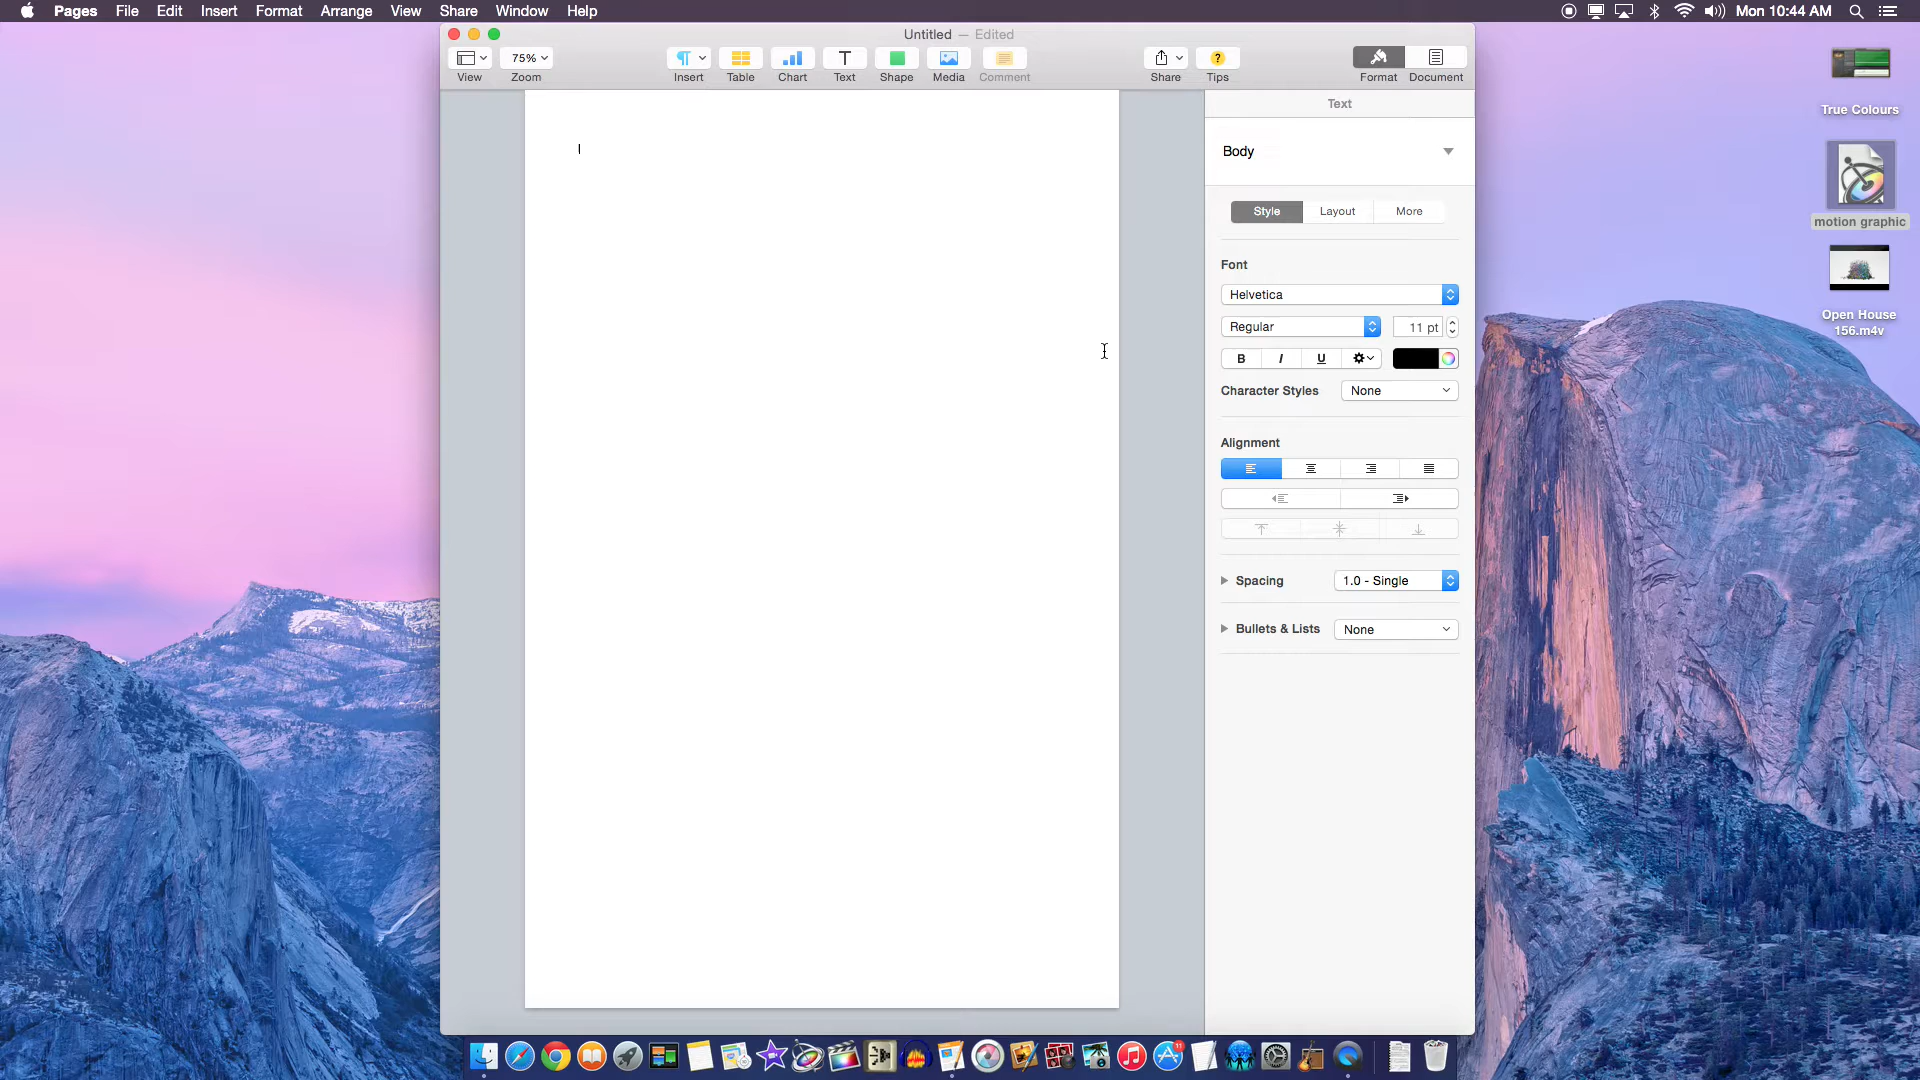 Pages File Edit Insert Format Arrange View Share Window Help Mon 10:44 AM
Untitled — Edited
75%
View Zoom Insert Table Chart Text Shape Media Comment Share Tips Format Document
Text
Body
Style Layout More
Font
Helvetica
Regular 11 pt
B I U
Character Styles None
Alignment
Spacing 1.0 - Single
Bullets & Lists None
True Colours
motion graphic
Open House
156.m4v
11